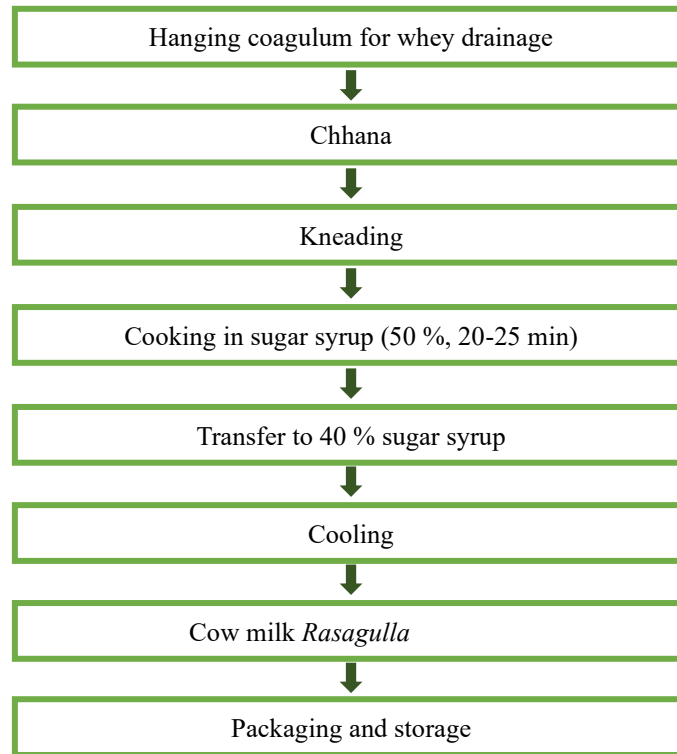 Hanging coagulum for whey drainage
Chhana
Kneading
Cooking in sugar syrup (50 %, 20-25 min)
Transfer to 40 % sugar syrup
Cooling
Cow milk Rasagulla
Packaging and storage